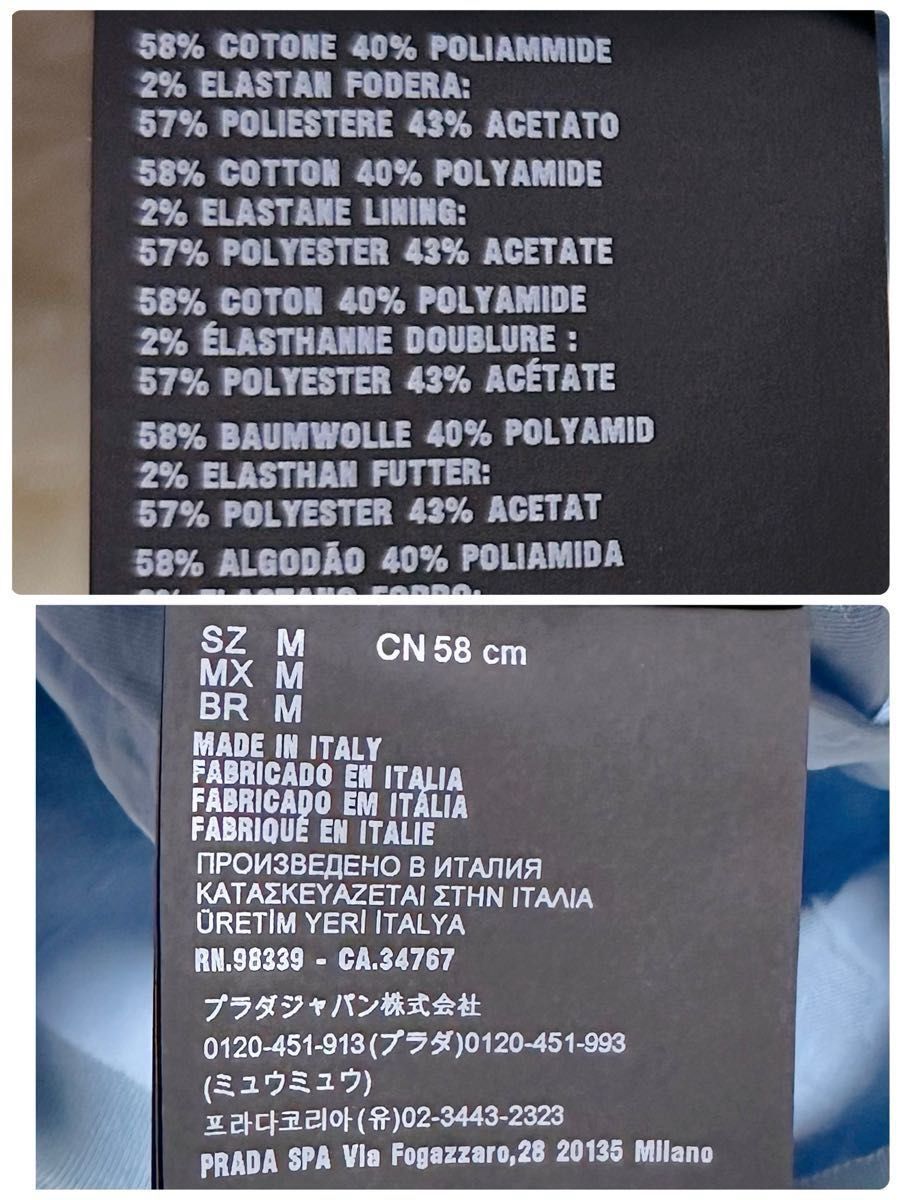 58% COTONE 40% POLIAMMIDE
2% ELASTAN FODERA:
57% POLIESTERE 43% ACETATO
58% COTTON 40% POLYAMIDE
2% ELASTANE LINING:
57% POLYESTER 43% ACETATE
58% COTON 40% POLYAMIDE
2% ÉLASTHANNE DOUBLURE :
57% POLYESTER 43% ACÉTATE
58% BAUMWOLLE 40% POLYAMID
2% ELASTHAN FUTTER:
57% POLYESTER 43% ACETAT
58% ALGODÃO 40% POLIAMIDA
SZ M CN 58 cm
MX M
BR M
MADE IN ITALY
FABRICADO EN ITALIA
FABRICADO EM ITÁLIA
FABRIQUÉ EN ITALIE
ПРОИЗВЕДЕНО В ИТАЛИЯ
ΚΑΤΑΣΚΕΥΑΖΕΤΑΙ ΣΤΗΝ ΙΤΑΛΙΑ
ÜRETİM YERİ İTALYA
RN.98339 - CA.34767
プラダジャパン株式会社
0120-451-913(プラダ)0120-451-993
(ミュウミュウ)
프라다코리아(유)02-3443-2323
PRADA SPA Via Fogazzaro,28 20135 Milano